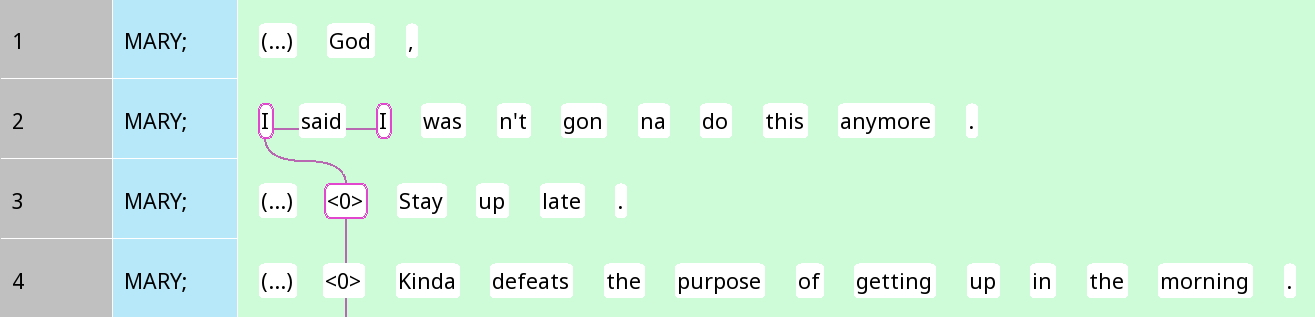 1 MARY; (...) God ,
2 MARY; I said I was n't gon na do this anymore .
3 MARY; (...) <0> Stay up late .
4 MARY; (...) <0> Kinda defeats the purpose of getting up in the morning .